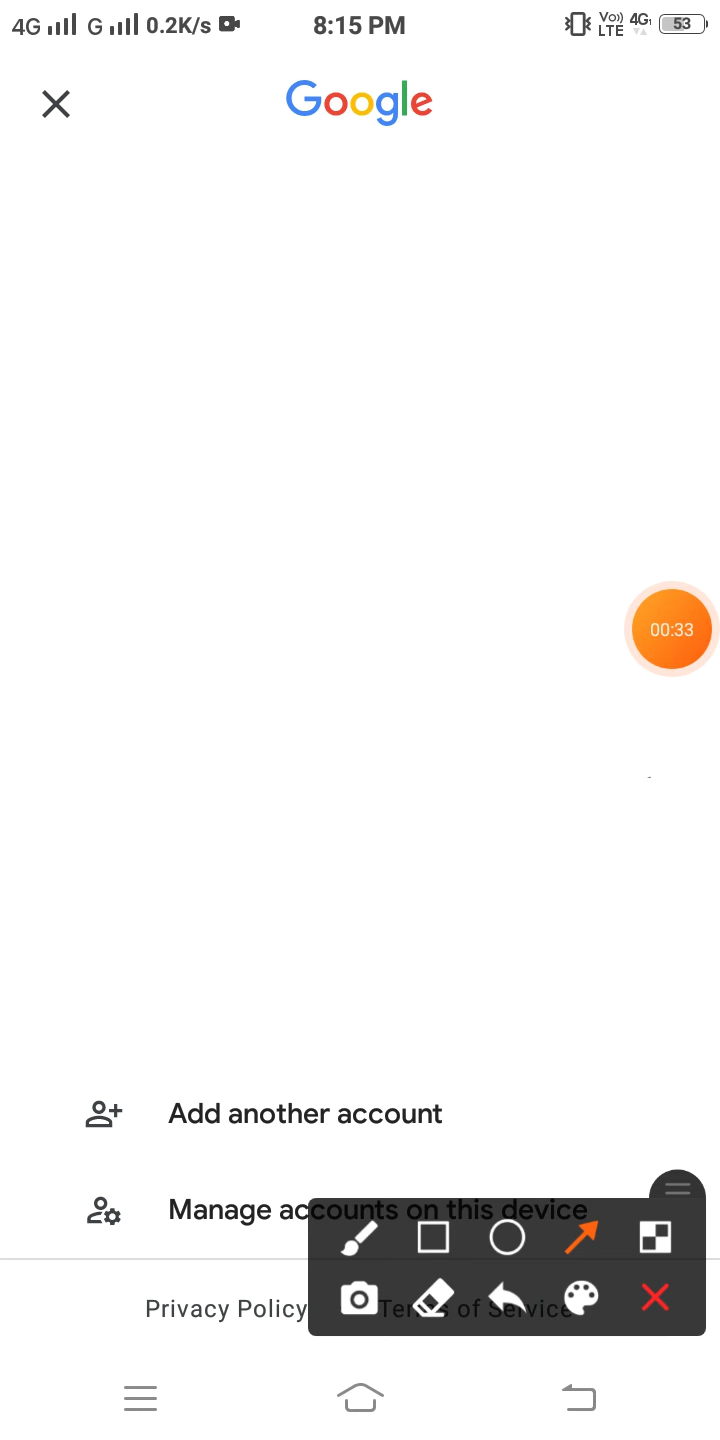 4G G 0.2K/s 8:15 PM Vo)) LTE 4G 53
Google
00:33
Add another account
Manage accounts on this device
Privacy Policy Terms of Service